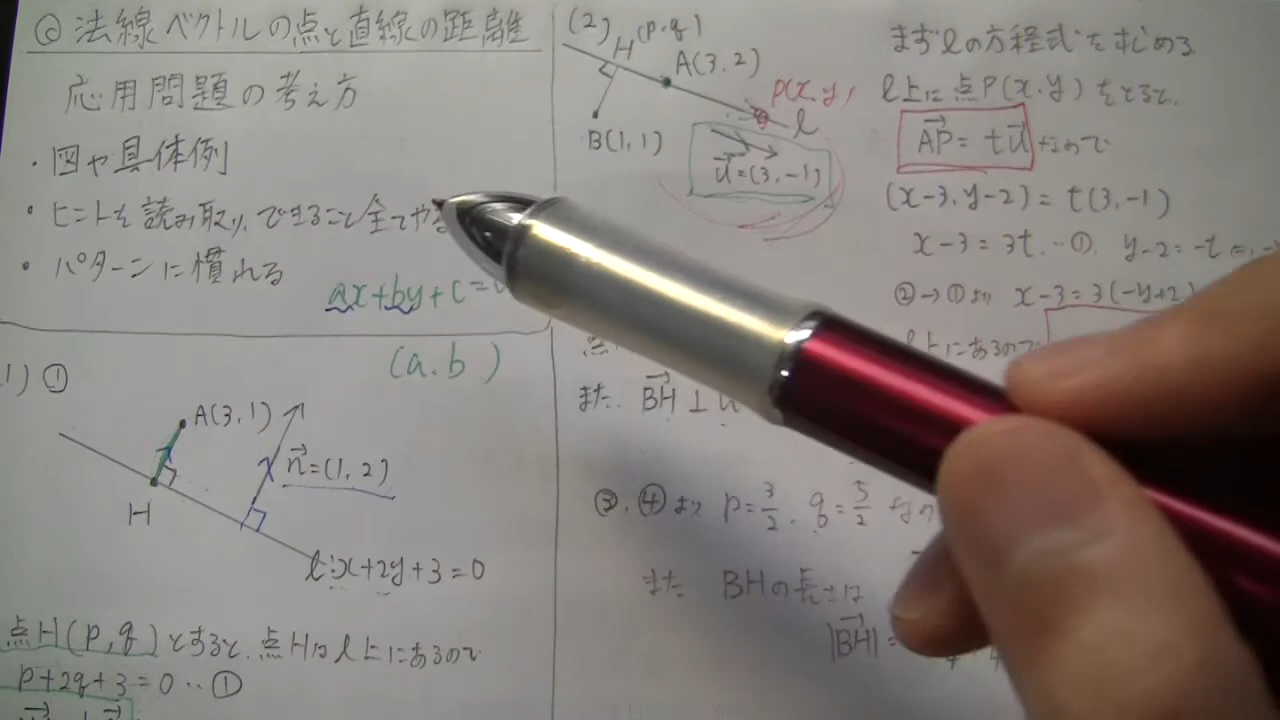 ◎法線ベクトルの点と直線の距離
応用問題の考え方
・図や具体例
・ヒントを読み取り、できること全てやる
・パターンに慣れる
ax+by+c=0
(a.b)
1) ①
A(3,1)
n=(1,2)
H
l:x+2y+3=0
点H(p,q)とすると、点Hはl上にあるので
p+2q+3=0‥①
(2)
H(p.q)
A(3,2)
P(x,y)
l
B(1,1)
u=(3,-1)
まずlの方程式をもとめる
l上に点P(x.y)をとると、
AP=tuなので
(x-3,y-2)=t(3,-1)
x-3=3t‥①, y-2=-t
②→①より x-3=3(-y+2)
l上にあるので
点
また BH⊥u
③,④より p=3/2, q=5/2
また BHの長さは
|BH|=